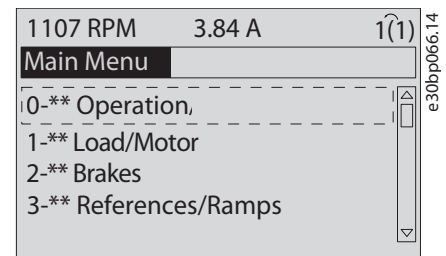 1107 RPM 3.84 A 1(1)
Main Menu
0-** Operation/
1-** Load/Motor
2-** Brakes
3-** References/Ramps
e30bp066.14